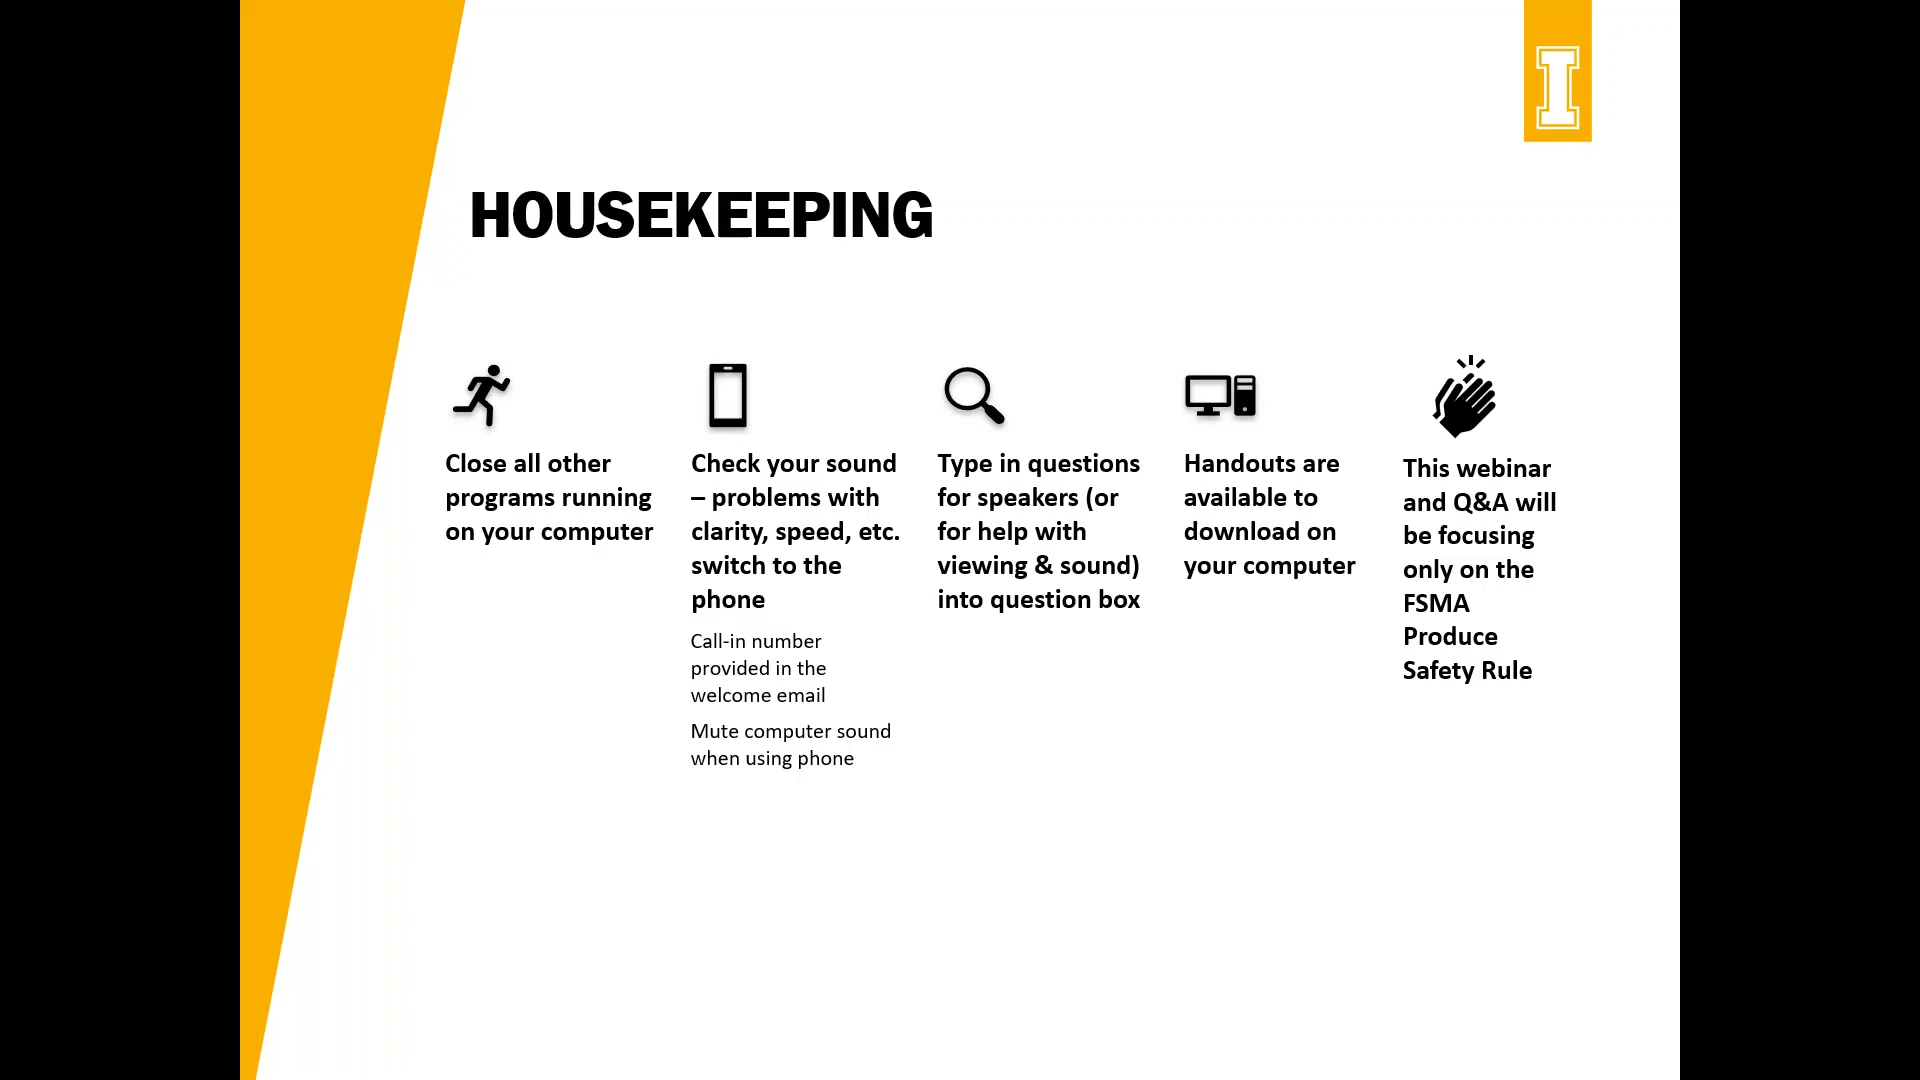 I
HOUSEKEEPING
Close all other
programs running
on your computer
Check your sound
– problems with
clarity, speed, etc.
switch to the
phone
Call-in number
provided in the
welcome email
Mute computer sound
when using phone
Type in questions
for speakers (or
for help with
viewing & sound)
into question box
Handouts are
available to
download on
your computer
This webinar
and Q&A will
be focusing
only on the
FSMA
Produce
Safety Rule